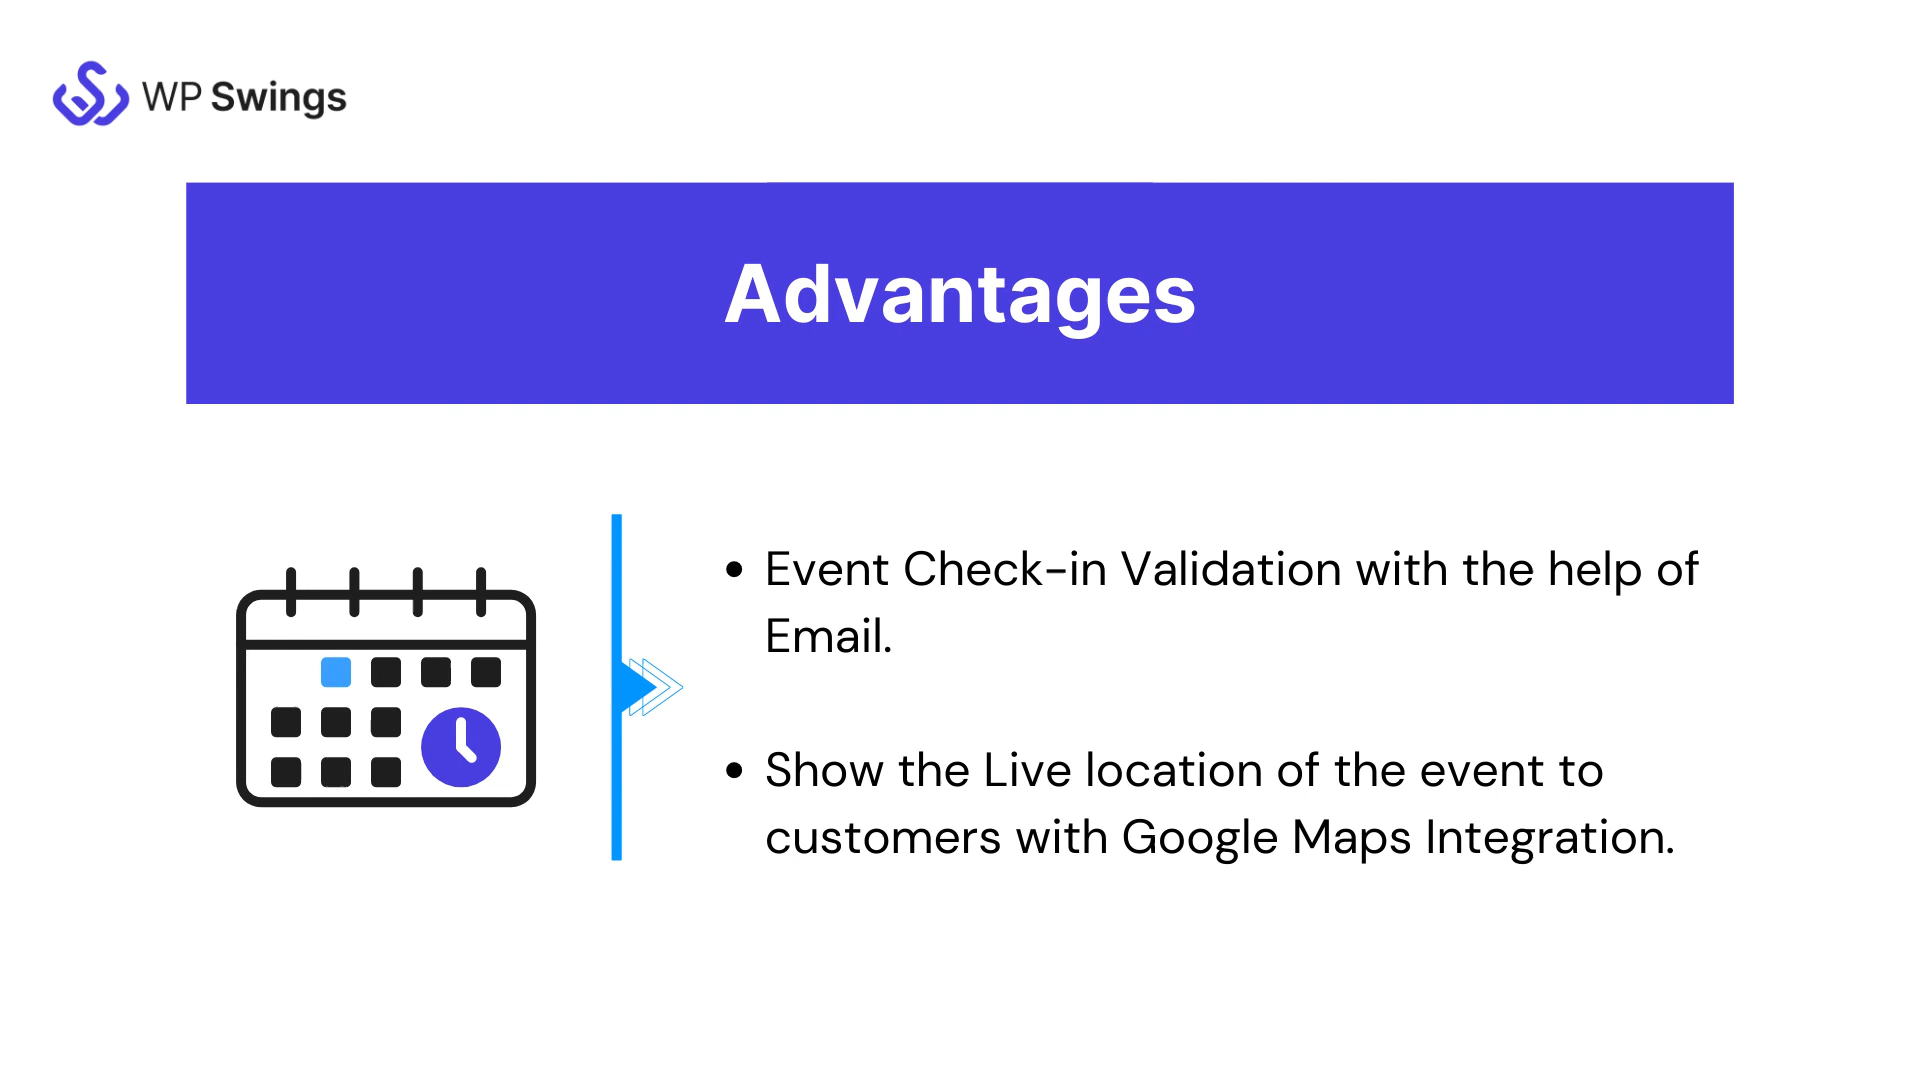 WP Swings
Advantages
• Event Check-in Validation with the help of
Email.
• Show the Live location of the event to
customers with Google Maps Integration.